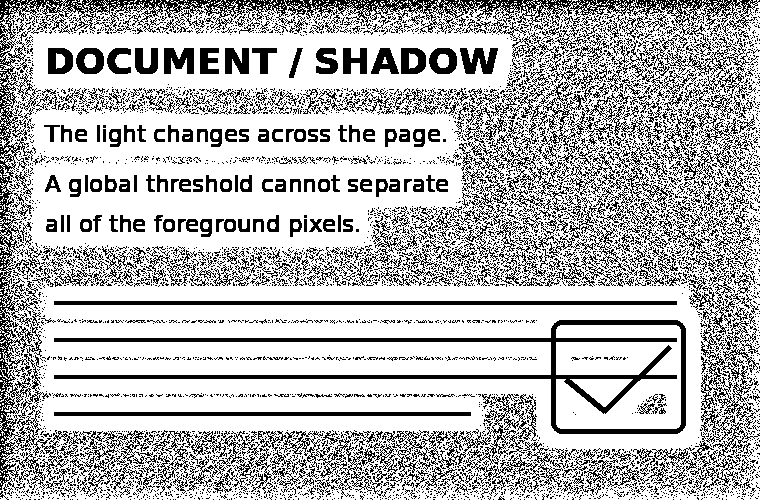 DOCUMENT / SHADOW
The light changes across the page.
A global threshold cannot separate
all of the foreground pixels.